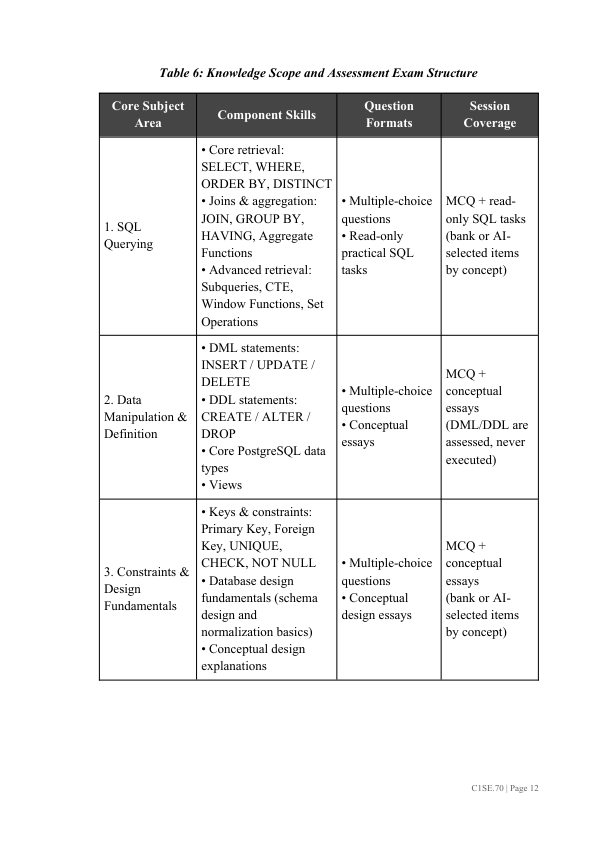 Table 6: Knowledge Scope and Assessment Exam Structure
Core Subject
Area
Component Skills
Question
Formats
Session
Coverage
1. SQL
Querying
• Core retrieval:
SELECT, WHERE,
ORDER BY, DISTINCT
• Joins & aggregation:
JOIN, GROUP BY,
HAVING, Aggregate
Functions
• Advanced retrieval:
Subqueries, CTE,
Window Functions, Set
Operations
• Multiple-choice
questions
• Read-only
practical SQL
tasks
MCQ + read-
only SQL tasks
(bank or AI-
selected items
by concept)
2. Data
Manipulation &
Definition
• DML statements:
INSERT / UPDATE /
DELETE
• DDL statements:
CREATE / ALTER /
DROP
• Core PostgreSQL data
types
• Views
• Multiple-choice
questions
• Conceptual
essays
MCQ +
conceptual
essays
(DML/DDL are
assessed, never
executed)
3. Constraints &
Design
Fundamentals
• Keys & constraints:
Primary Key, Foreign
Key, UNIQUE,
CHECK, NOT NULL
• Database design
fundamentals (schema
design and
normalization basics)
• Conceptual design
explanations
• Multiple-choice
questions
• Conceptual
design essays
MCQ +
conceptual
essays
(bank or AI-
selected items
by concept)
C1SE.70 | Page 12